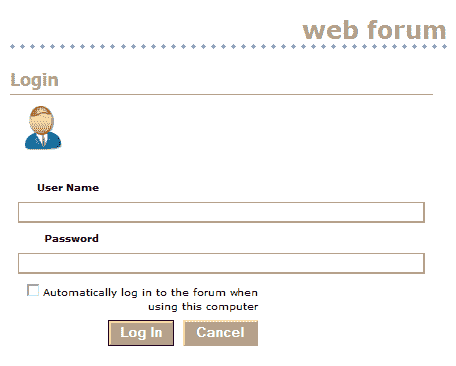 web forum
Login
User Name
Password
Automatically log in to the forum when
using this computer
Log In Cancel